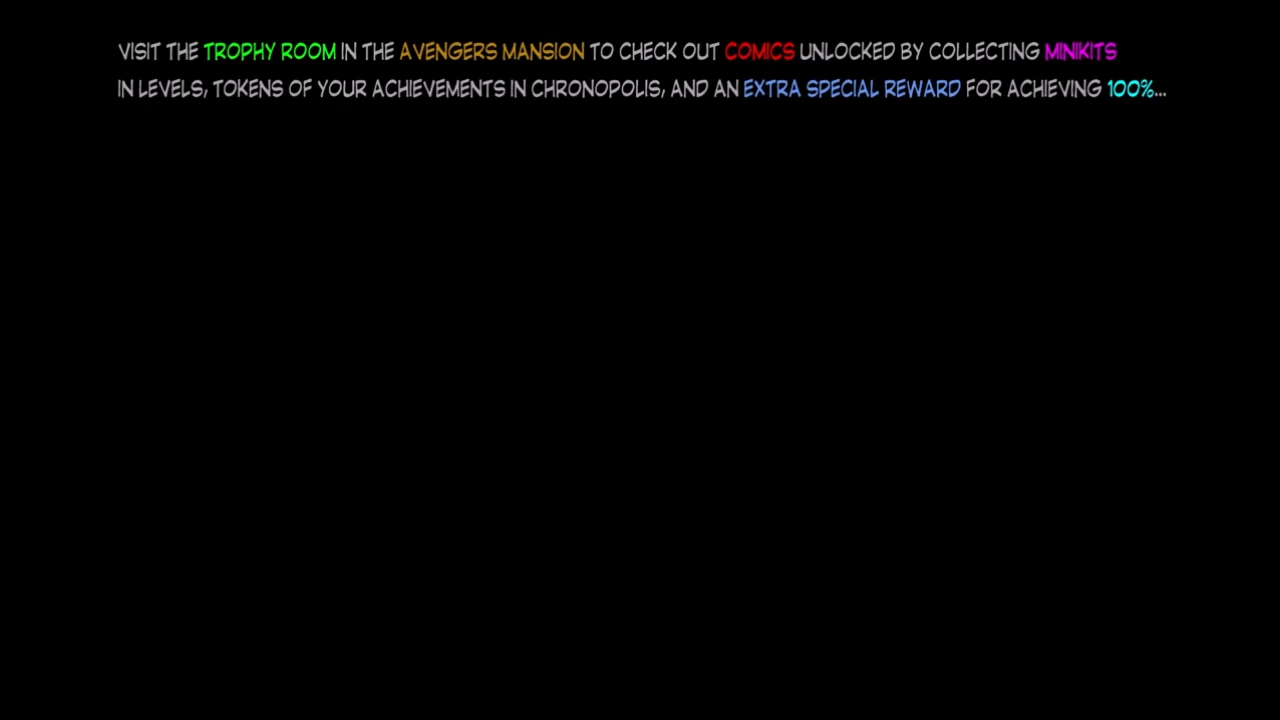 VISIT THE TROPHY ROOM IN THE AVENGERS MANSION TO CHECK OUT COMICS UNLOCKED BY COLLECTING MINIKITS
IN LEVELS, TOKENS OF YOUR ACHIEVEMENTS IN CHRONOPOLIS, AND AN EXTRA SPECIAL REWARD FOR ACHIEVING 100%...